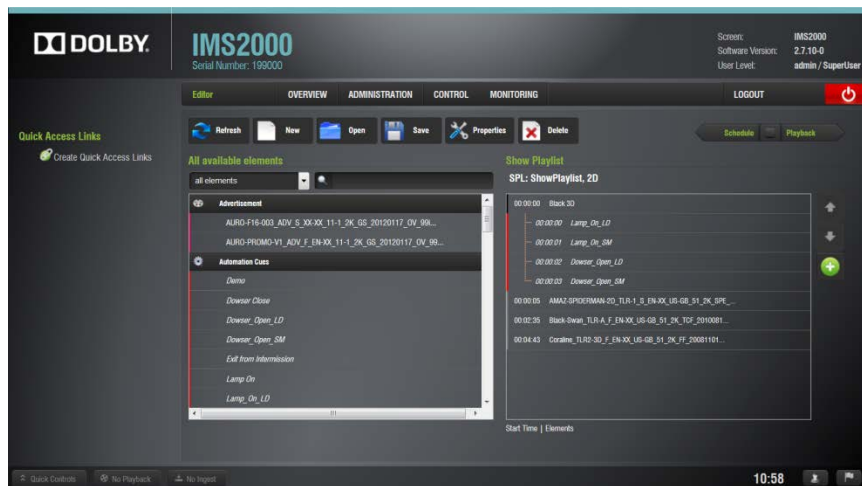 DOLBY.
IMS2000
Serial Number: 199000
Screen: IMS2000
Software Version: 2.7.10-0
User Level: admin / SuperUser
Editor OVERVIEW ADMINISTRATION CONTROL MONITORING LOGOUT
Quick Access Links
Create Quick Access Links
Refresh New Open Save Properties Delete
Schedule Playback
All available elements
all elements
Advertisement
AURO-F16-003_ADV_S_XX-XX_11-1_2K_GS_20120117_OV_99i...
AURO-PROMO-V1_ADV_F_EN-XX_11-1_2K_GS_20120117_OV_99...
Automation Cues
Demo
Dowser Close
Dowser_Open_LD
Dowser_Open_SM
Exit from Intermission
Lamp On
Lamp_On_LD
Show Playlist
SPL: ShowPlaylist, 2D
00:00:00 Black 3D
00:00:00 Lamp_On_LD
00:00:01 Lamp_On_SM
00:00:02 Dowser_Open_LD
00:00:03 Dowser_Open_SM
00:00:05 AMAZ-SPIDERMAN-2D_TLR-1_S_EN-XX_US-GB_51_2K_SPE_...
00:02:35 Black-Swan_TLR-A_F_EN-XX_US-GB_51_2K_TCF_2010081...
00:04:43 Coraline_TLR2-3D_F_EN-XX_US-GB_51_2K_FF_20081101...
Start Time | Elements
Quick Controls No Playback No Ingest 10:58